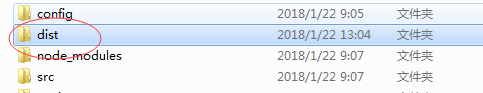 config 2018/1/22 9:05 文件夹
dist 2018/1/22 13:04 文件夹
node_modules 2018/1/22 9:07 文件夹
src 2018/1/22 9:07 文件夹